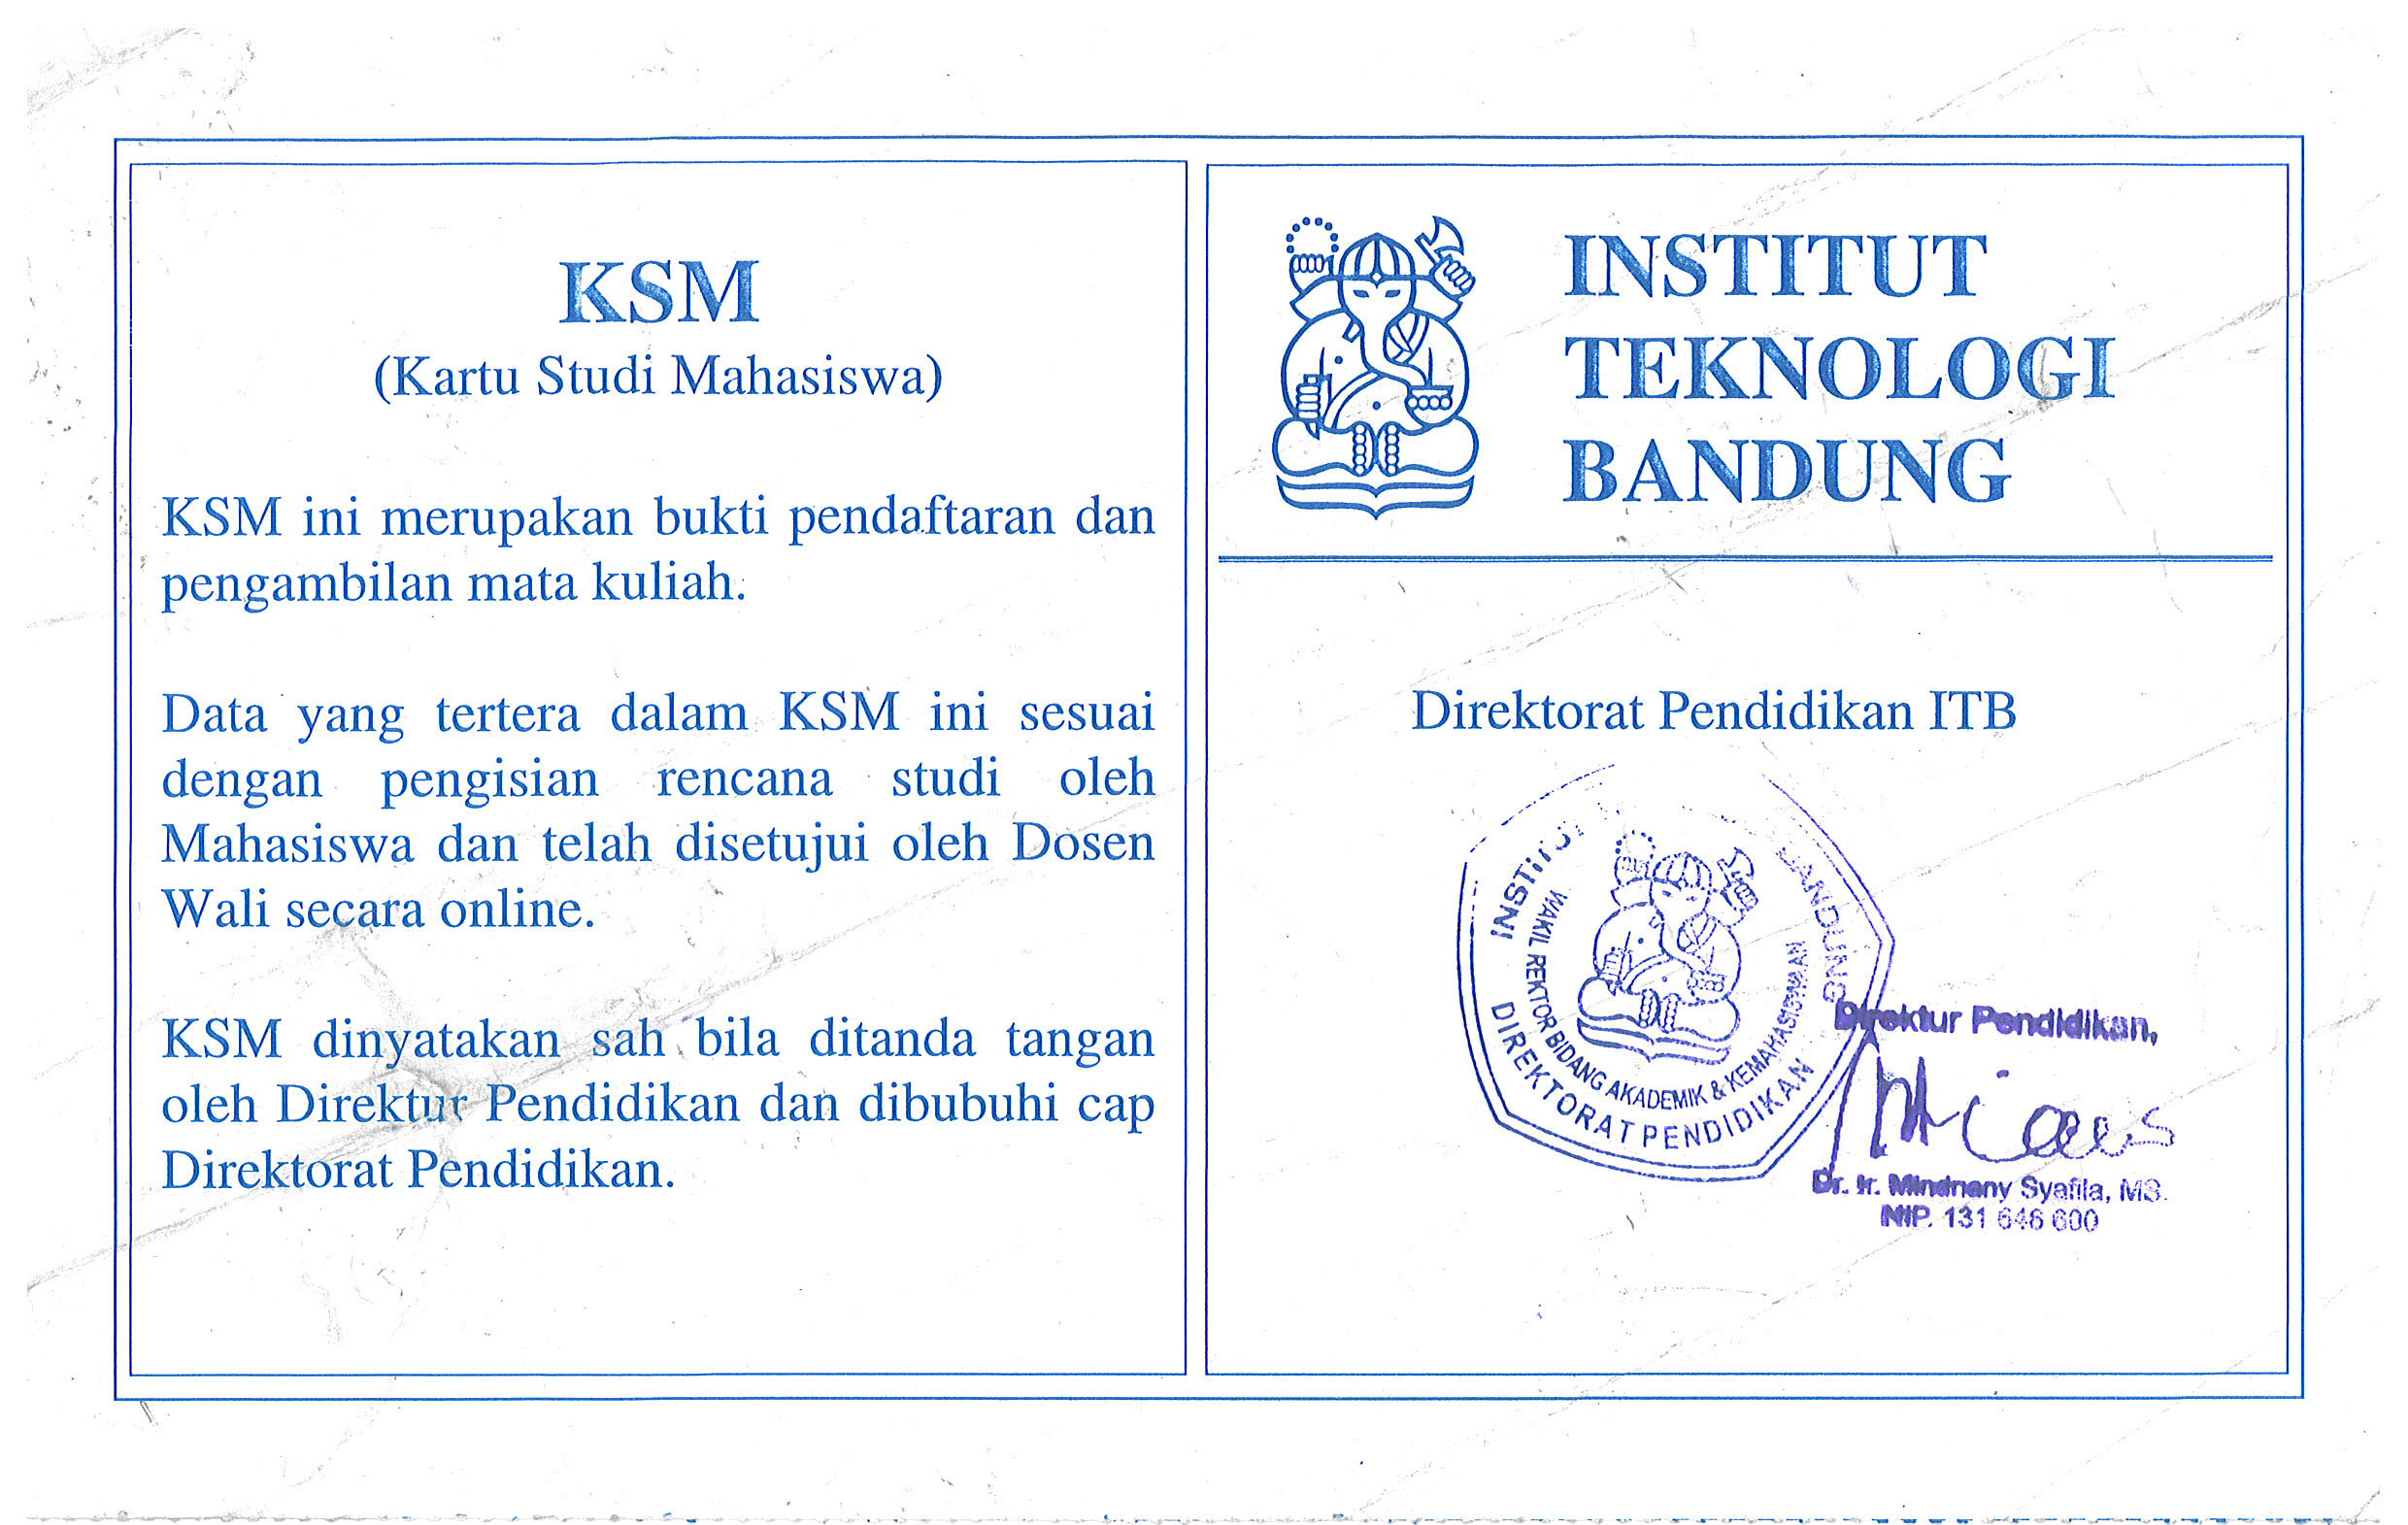 KSM
(Kartu Studi Mahasiswa)
KSM ini merupakan bukti pendaftaran dan
pengambilan mata kuliah.
Data yang tertera dalam KSM ini sesuai
dengan pengisian rencana studi oleh
Mahasiswa dan telah disetujui oleh Dosen
Wali secara online.
KSM dinyatakan sah bila ditanda tangan
oleh Direktur Pendidikan dan dibubuhi cap
Direktorat Pendidikan.
INSTITUT
TEKNOLOGI
BANDUNG
Direktorat Pendidikan ITB
INSTITUT BANDUNG
WAKIL REKTOR BIDANG AKADEMIK & KEMAHASISWAAN
DIREKTORAT PENDIDIKAN
Direktur Pendidikan,
Dr. Ir. Mindriany Syafila, MS.
NIP. 131 646 600